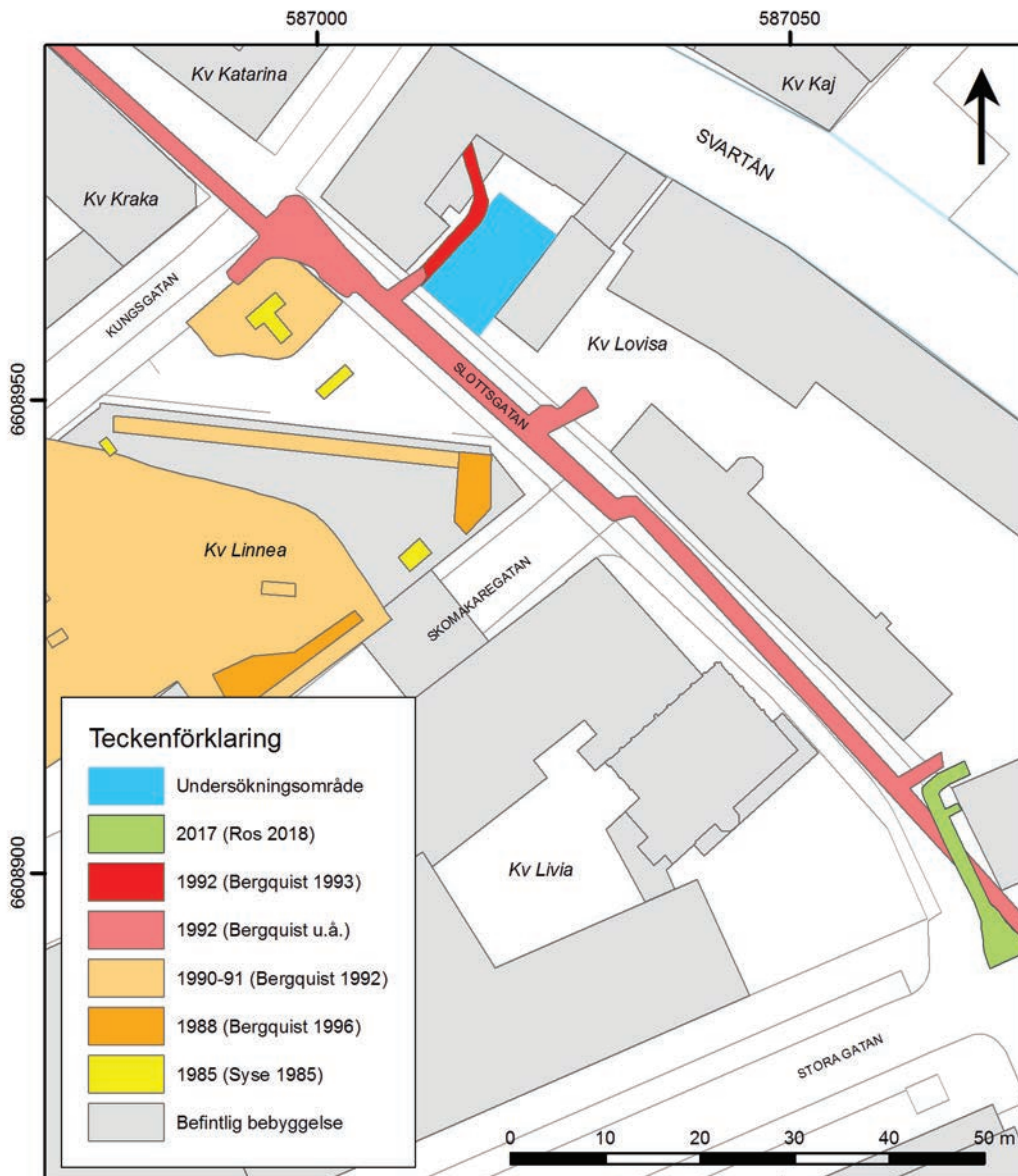 587000
587050
Kv Katarina
Kv Kaj
SVARTÅN
Kv Kraka
KUNGSGATAN
Kv Lovisa
6608950
SLOTTSGATAN
Kv Linnea
SKOMAKAREGATAN
Kv Livia
6608900
STORA GATAN
Teckenförklaring
Undersökningsområde
2017 (Ros 2018)
1992 (Bergquist 1993)
1992 (Bergquist u.å.)
1990-91 (Bergquist 1992)
1988 (Bergquist 1996)
1985 (Syse 1985)
Befintlig bebyggelse
0 10 20 30 40 50 m